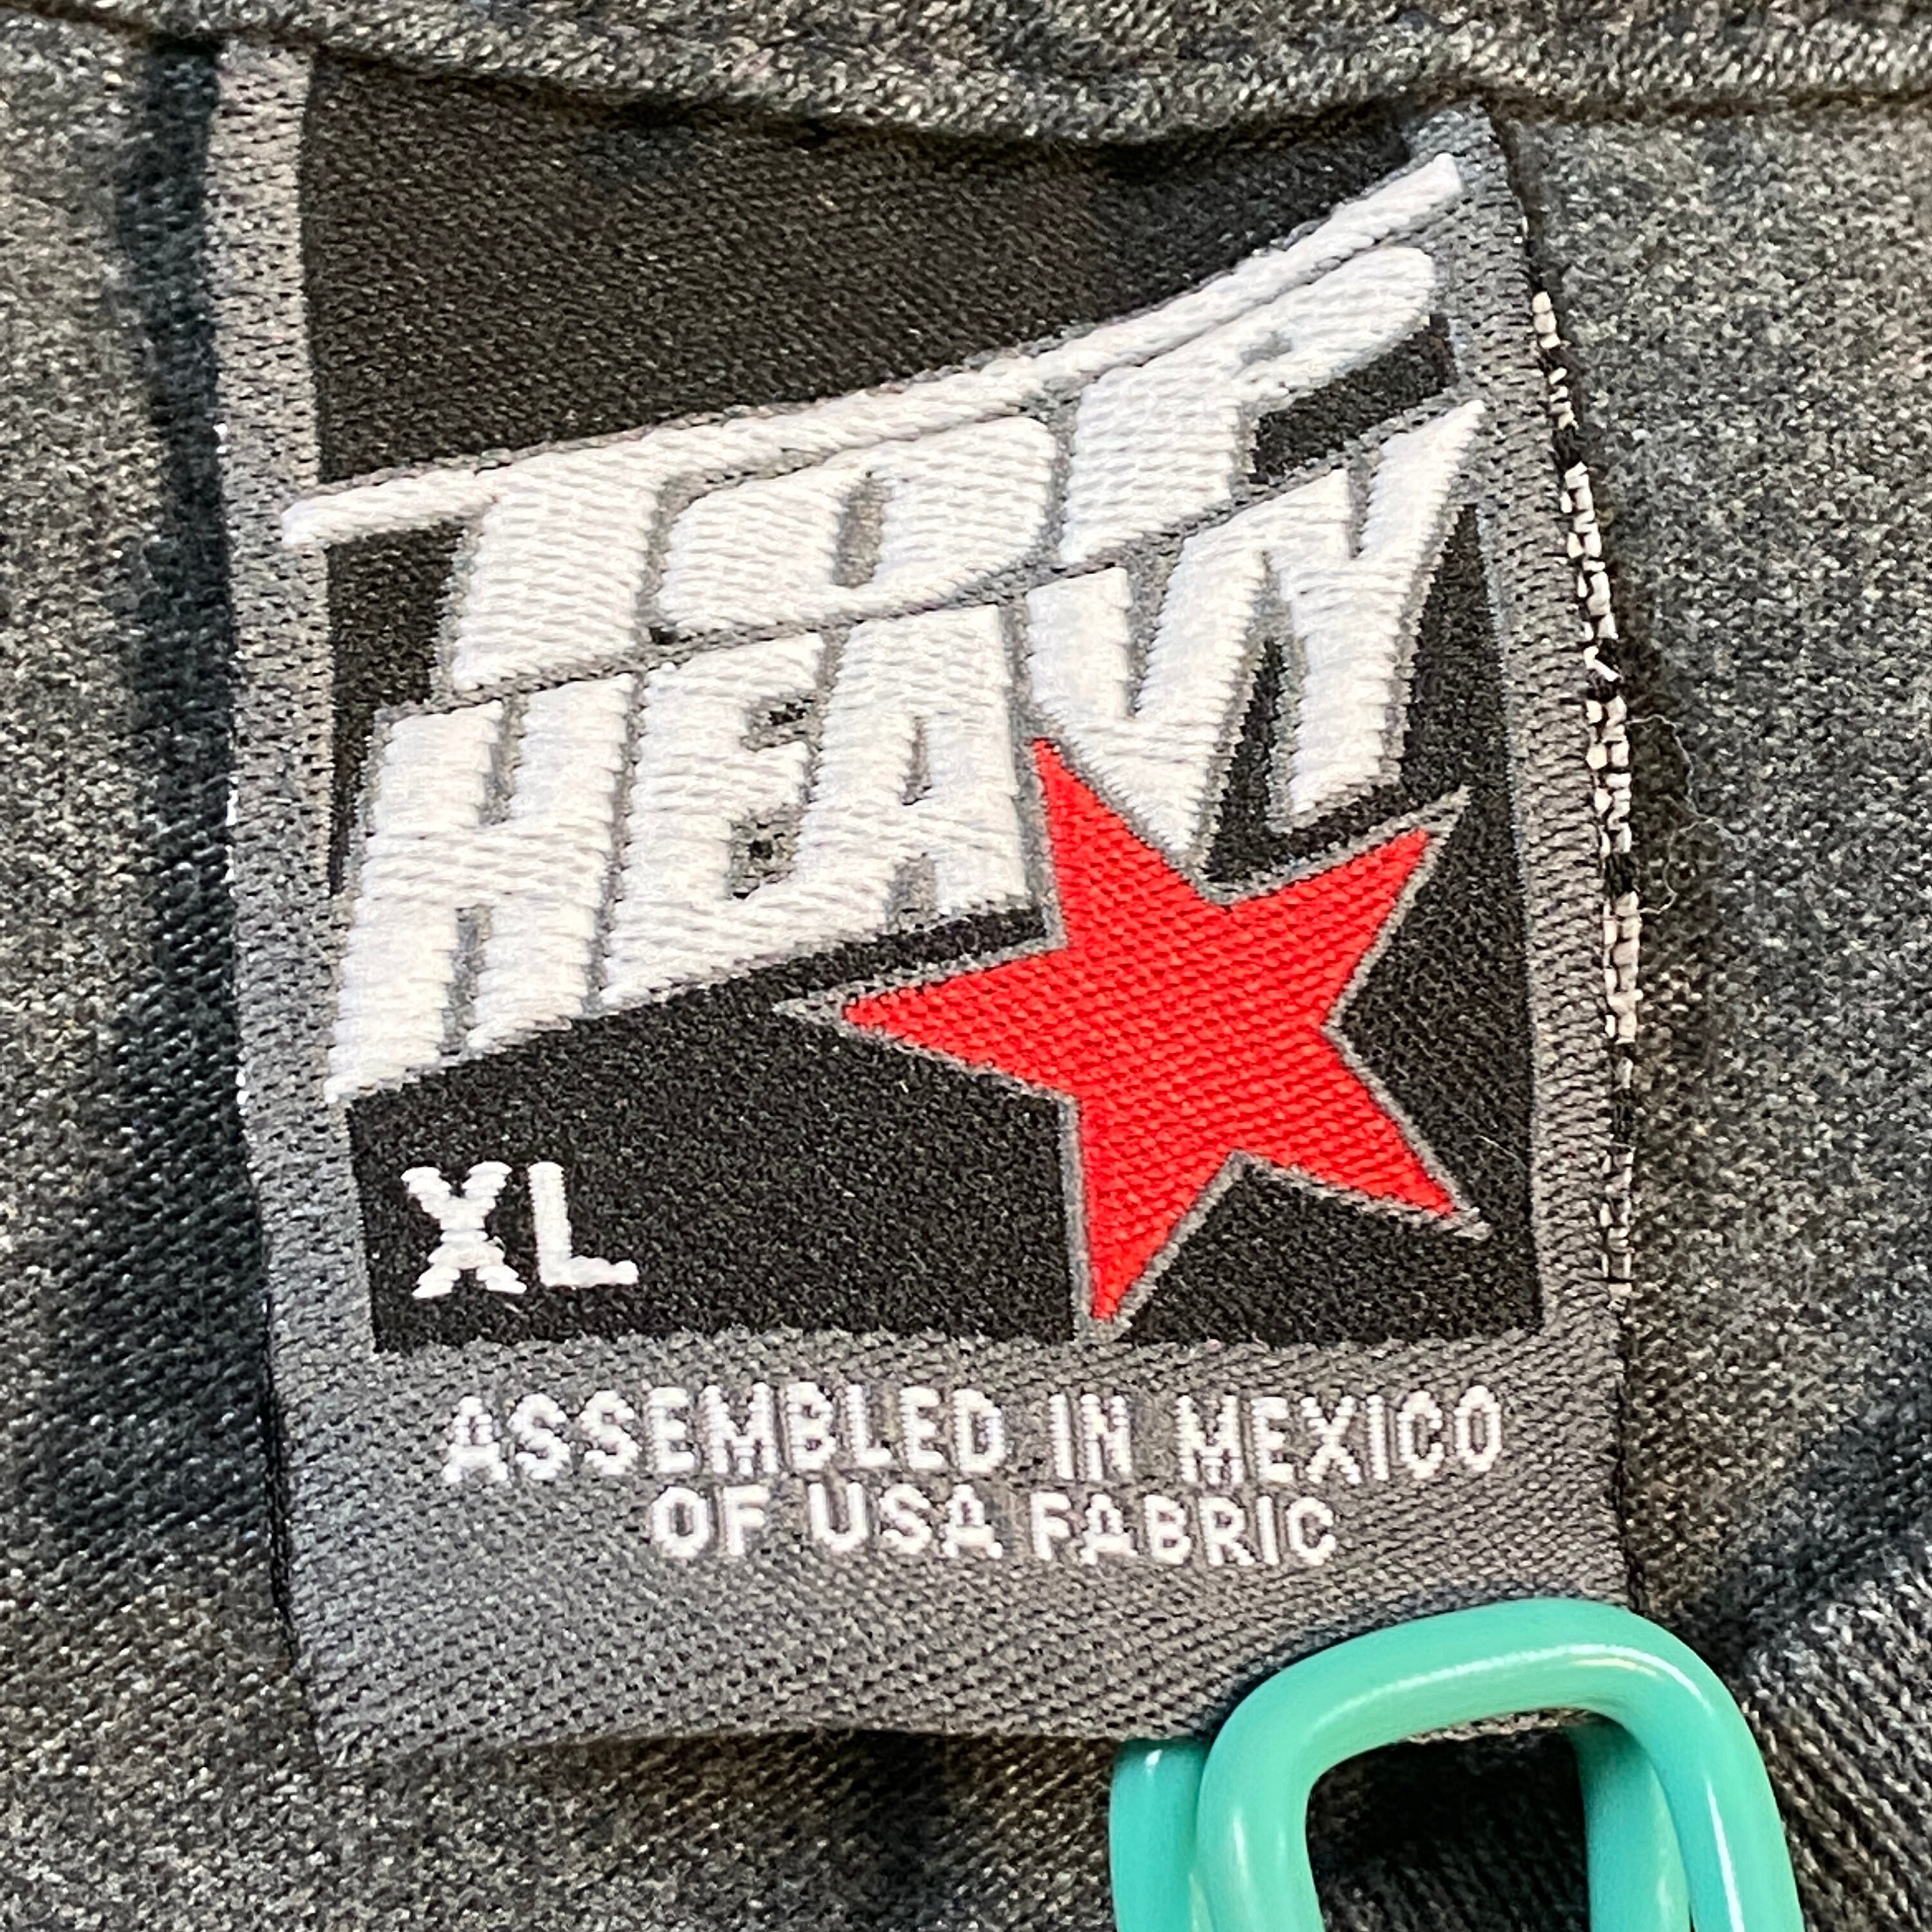 TOP
HEAVY
XL
ASSEMBLED IN MEXICO
OF USA FABRIC